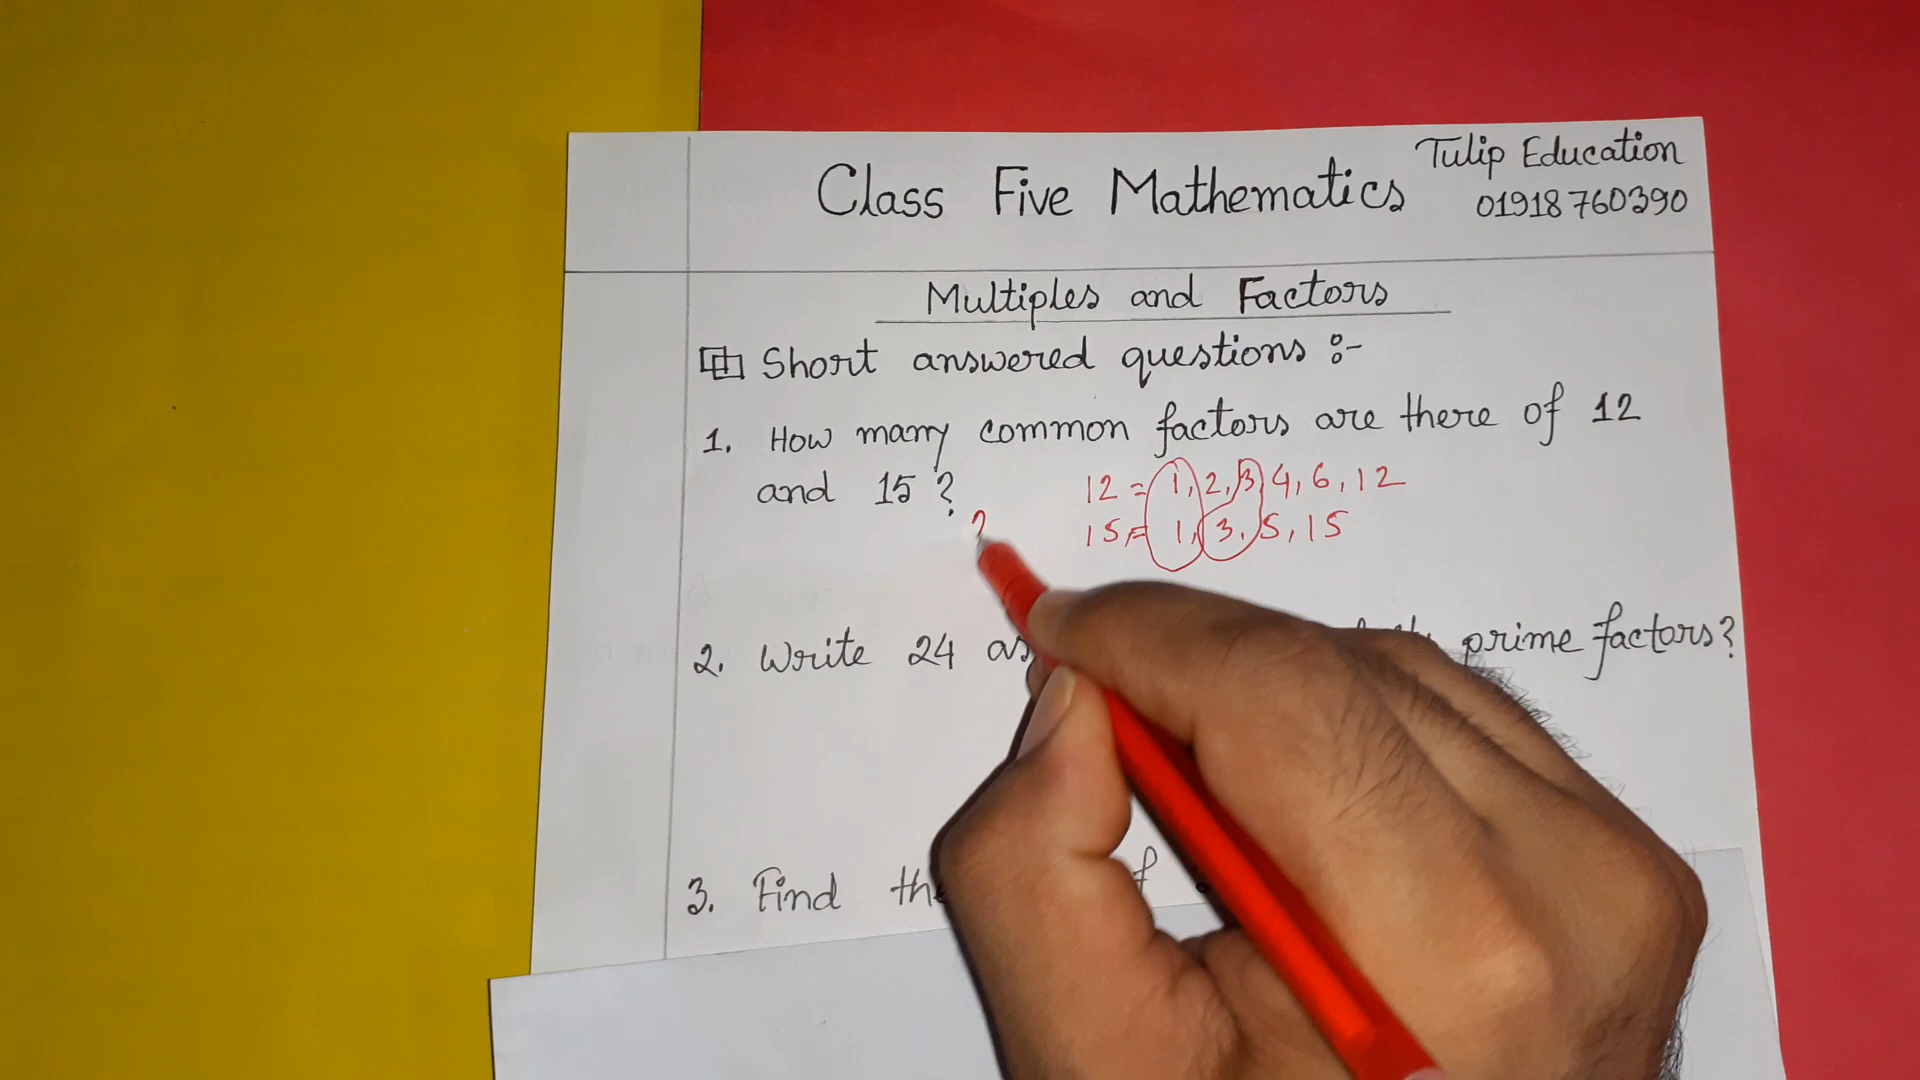 Tulip Education
Class Five Mathematics 01918760390
Multiples and Factors
Short answered questions :-
1. How many common factors are there of 12
and 15? 12 = 1, 2, 3, 4, 6, 12
2 15 = 1, 3, 5, 15
2. Write 24 as prime factors?
3. Find the